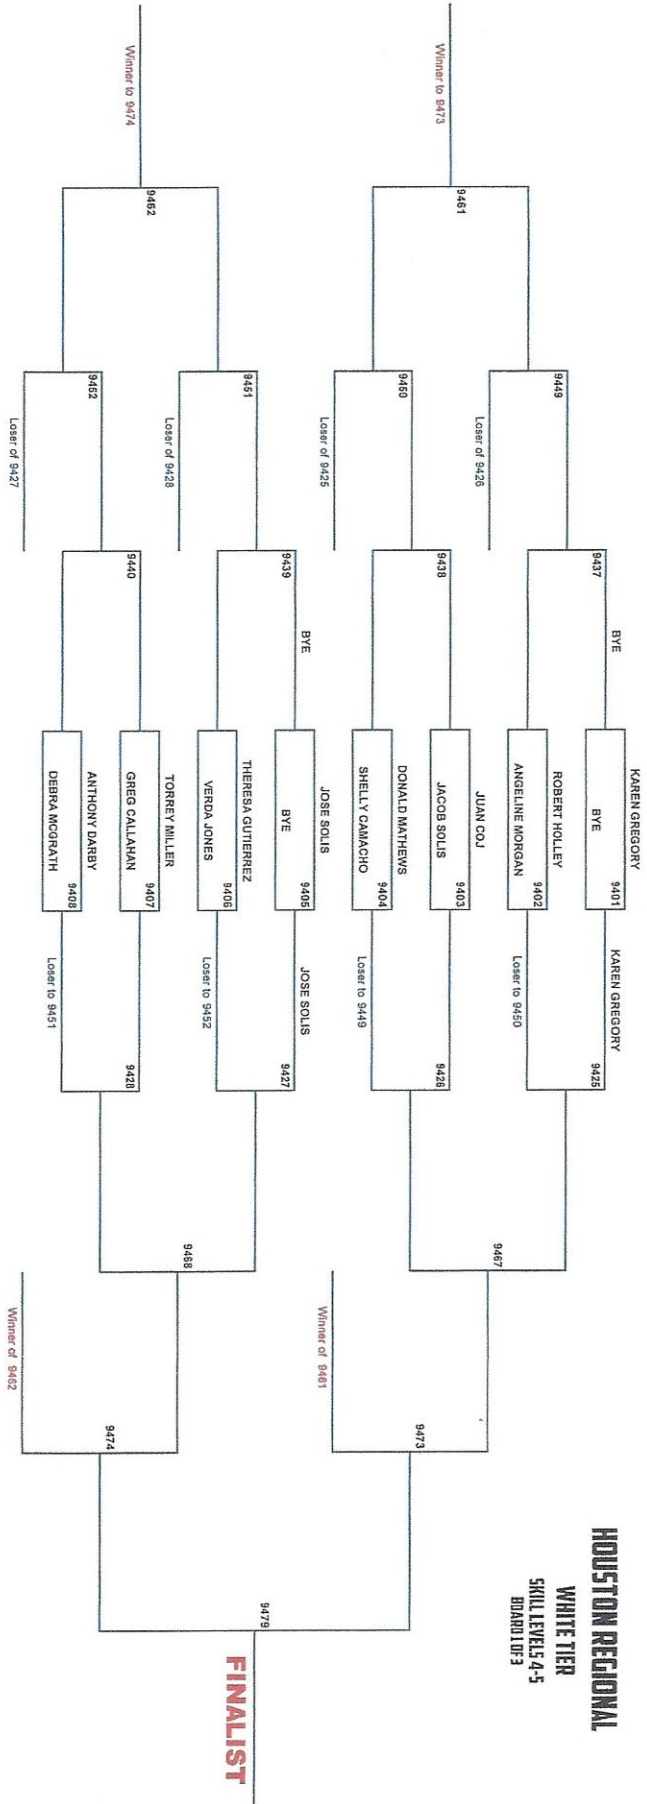 HOUSTON REGIONAL
WHITE TIER
SKILL LEVELS 4-5
BOARD 1 OF 3
KAREN GREGORY
BYE
BYE
9401
KAREN GREGORY
9437
9425
ROBERT HOLLEY
ANGELINE MORGAN
9402
Loser to 9450
9449
Loser of 9426
9467
JUAN COJ
JACOB SOLIS
9403
9461
9438
9426
Winner to 9473
DONALD MATHEWS
SHELLY CAMACHO
9404
Loser to 9449
9450
Loser of 9425
9473
Winner of 9461
JOSE SOLIS
BYE
BYE
9405
JOSE SOLIS
9439
9427
THERESA GUTIERREZ
VERDA JONES
9406
Loser to 9452
9451
Loser of 9428
9468
9479
FINALIST
TORREY MILLER
GREG CALLAHAN
9407
9462
9440
9428
Winner to 9474
ANTHONY DARBY
DEBRA MCGRATH
9408
Loser to 9451
9452
Loser of 9427
9474
Winner of 9462